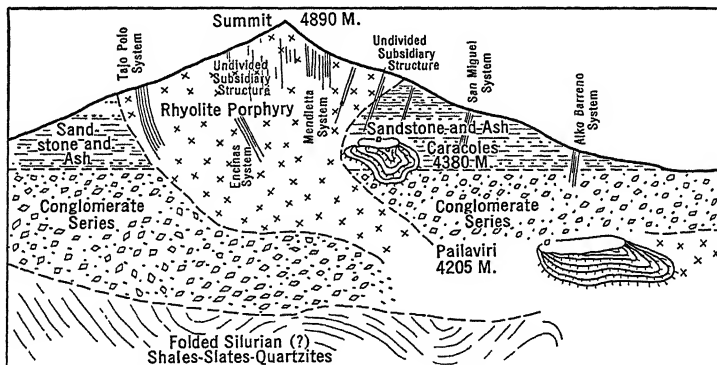 Summit 4890 M.
Tajo Polo
System
Undivided
Subsidiary
Structure
Rhyolite Porphyry
Encinas
System
Mendietta
System
Undivided
Subsidiary
Structure
San Miguel
System
Alko Barreno
System
Sand-
stone and
Ash
Sandstone and Ash
Caracoles
4380 M.
Conglomerate
Series
Conglomerate
Series
Pailaviri
4205 M.
Folded Silurian (?)
Shales-Slates-Quartzites